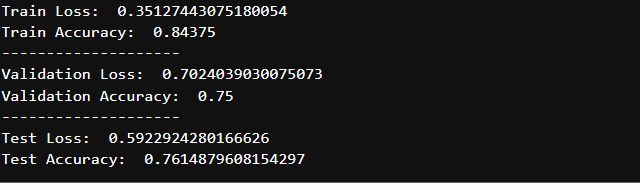 Train Loss:  0.35127443075180054
Train Accuracy:  0.84375
--------------------
Validation Loss:  0.7024039030075073
Validation Accuracy:  0.75
--------------------
Test Loss:  0.5922924280166626
Test Accuracy:  0.7614879608154297